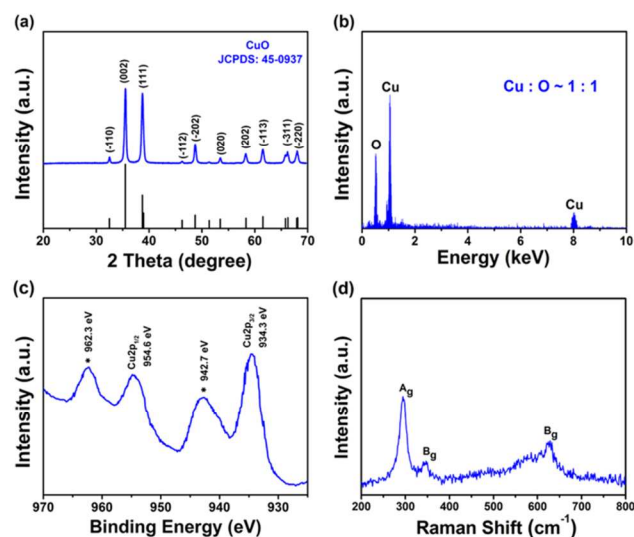 (a)
CuO
JCPDS: 45-0937
(-110)
(002)
(111)
(-112)
(-202)
(020)
(202)
(-113)
(-311)
(-220)
Intensity (a.u.)
20 30 40 50 60 70
2 Theta (degree)
(b)
Cu : O ~ 1 : 1
O
Cu
Cu
Intensity (a.u.)
0 2 4 6 8 10
Energy (keV)
(c)
* 962.3 eV
Cu2p1/2
954.6 eV
* 942.7 eV
Cu2p3/2
934.3 eV
Intensity (a.u.)
970 960 950 940 930
Binding Energy (eV)
(d)
Ag
Bg
Bg
Intensity (a.u.)
200 300 400 500 600 700 800
Raman Shift (cm-1)